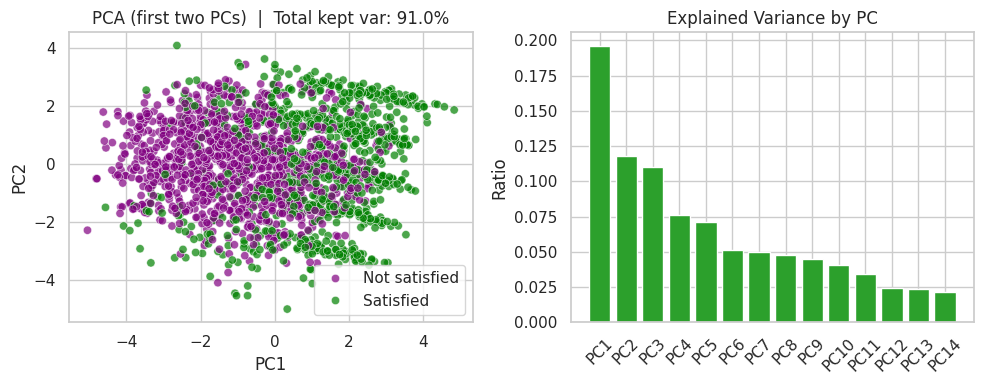 PCA (first two PCs)  |  Total kept var: 91.0%
4
2
0
−2
−4
PC2
−4
−2
0
2
4
PC1
Not satisfied
Satisfied
Explained Variance by PC
0.200
0.175
0.150
0.125
0.100
0.075
0.050
0.025
0.000
Ratio
PC1
PC2
PC3
PC4
PC5
PC6
PC7
PC8
PC9
PC10
PC11
PC12
PC13
PC14